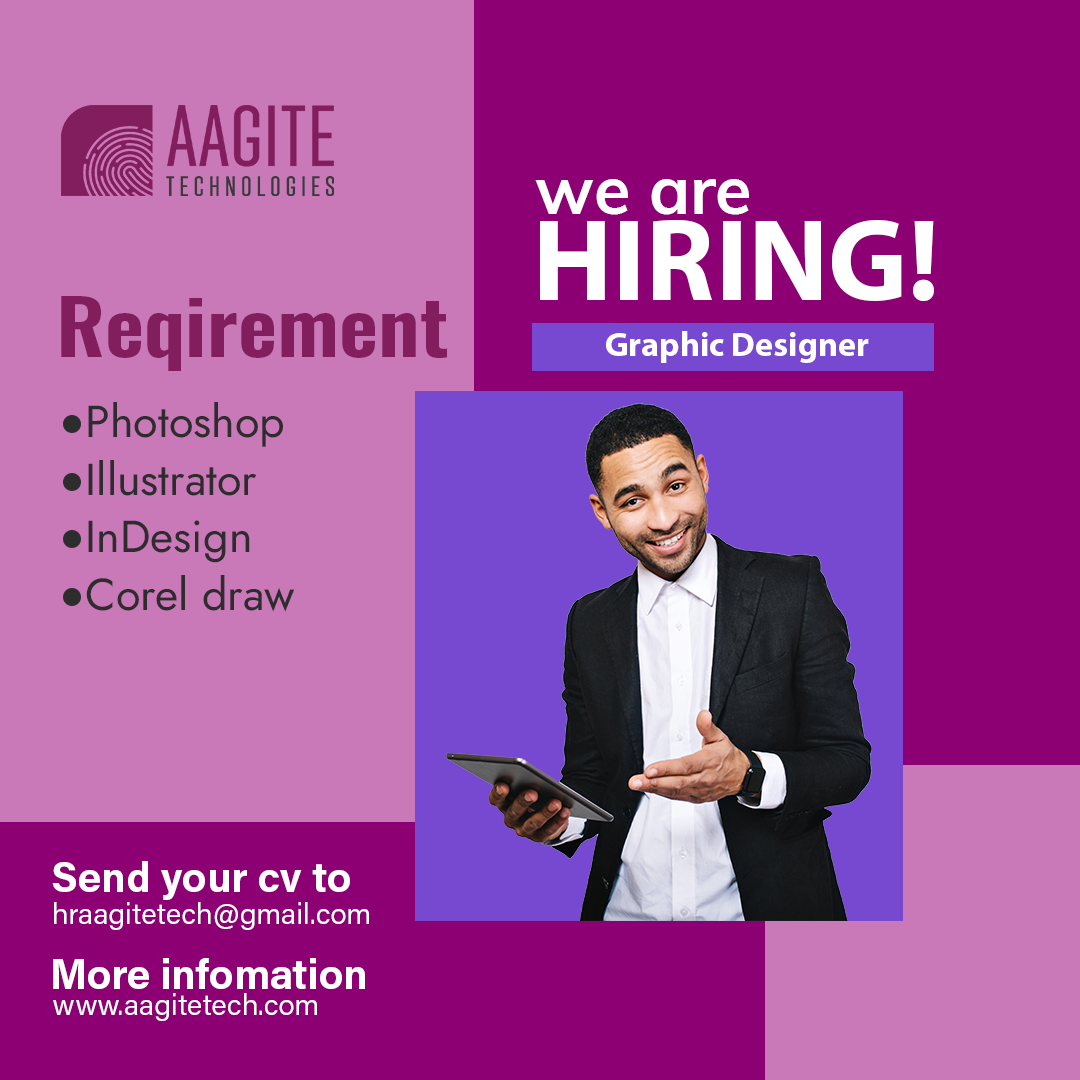 AAGITE
TECHNOLOGIES
we are
HIRING!
Graphic Designer
Reqirement
●Photoshop
●Illustrator
●InDesign
●Corel draw
Send your cv to
hraagitetech@gmail.com
More infomation
www.aagitetech.com